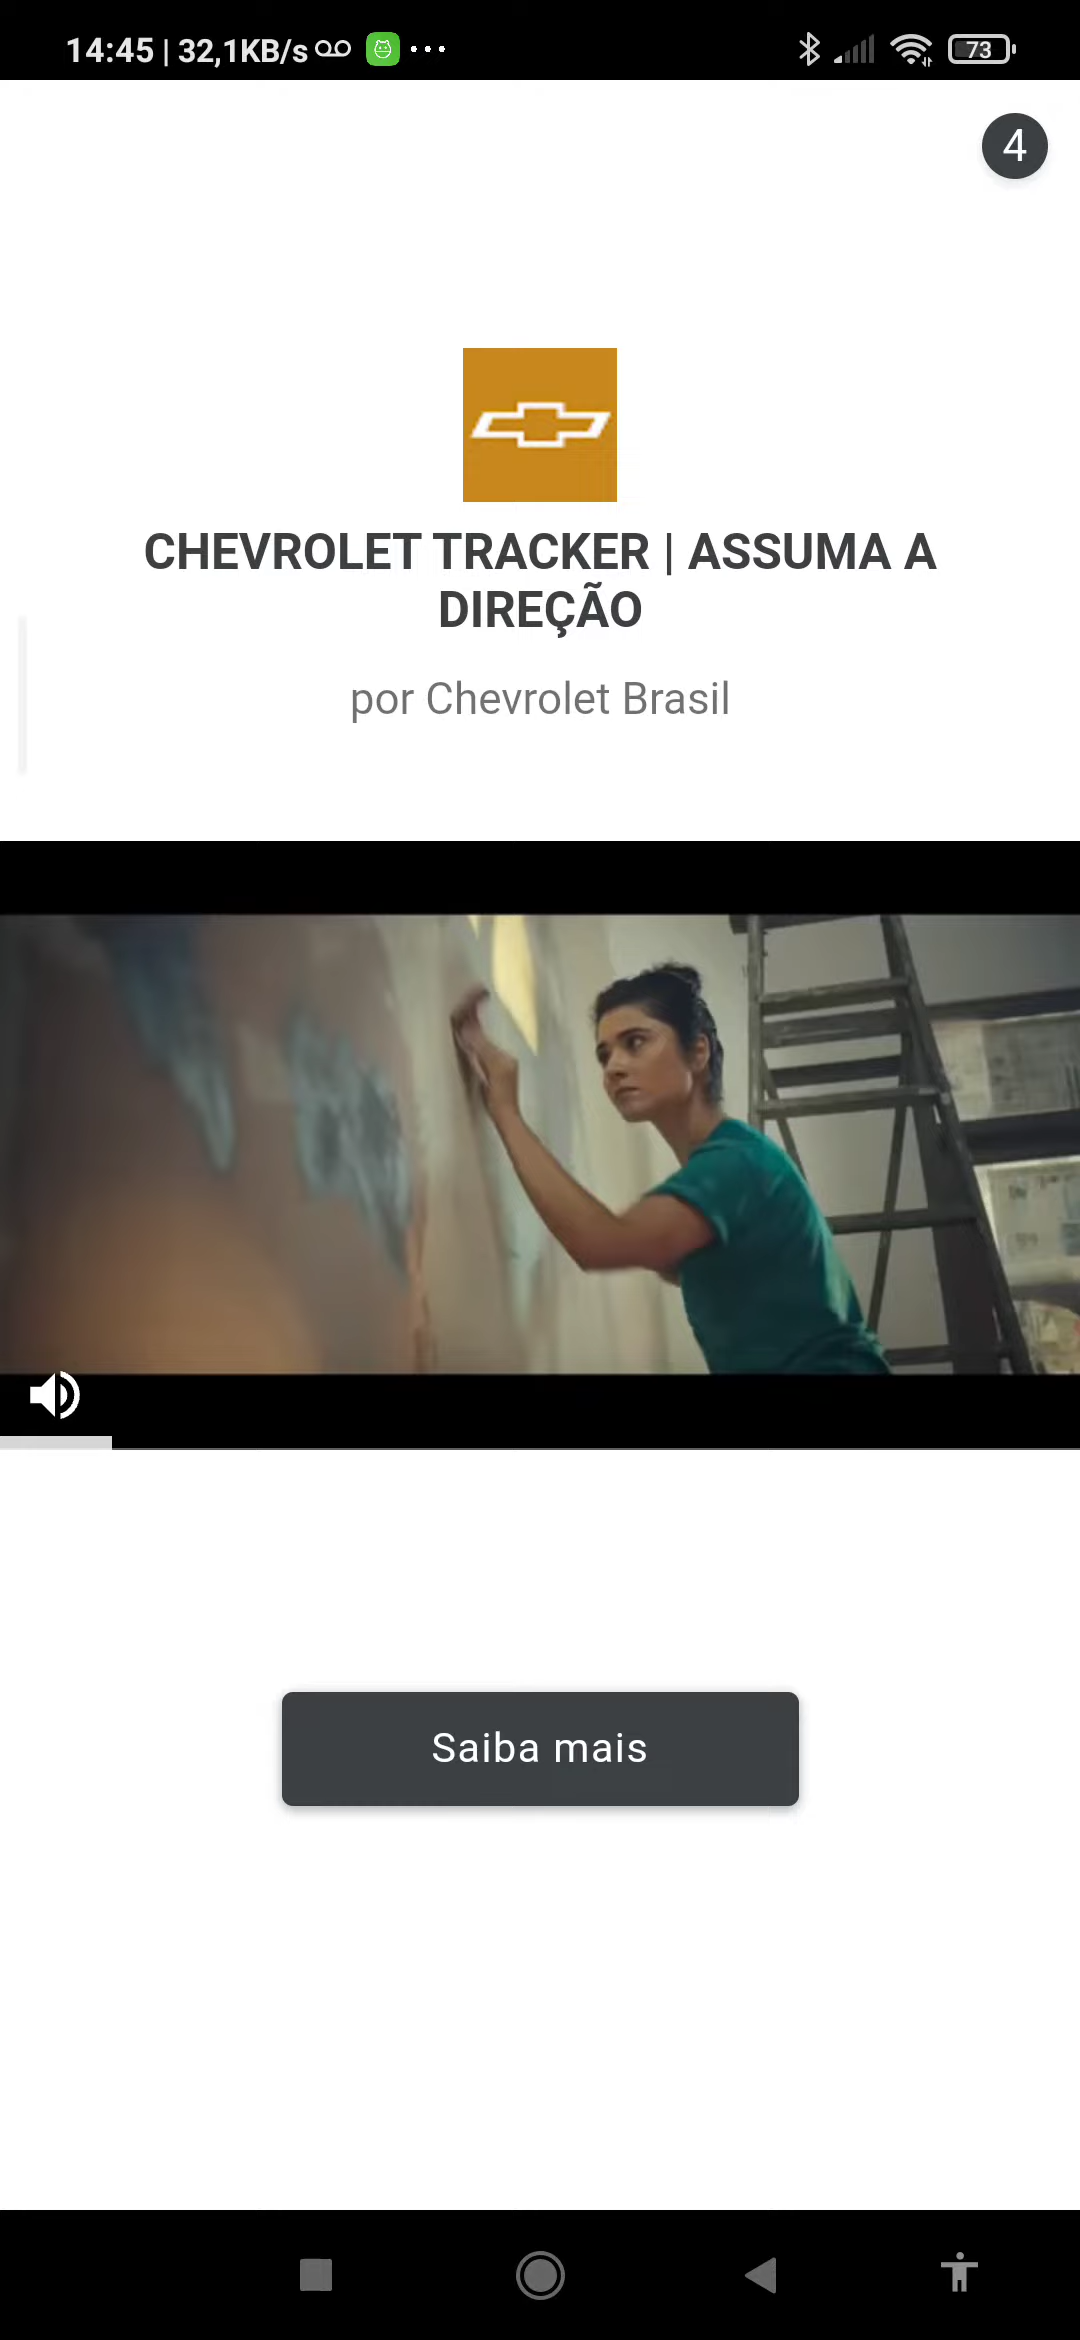 14:45 | 32,1KB/s
73
4
CHEVROLET TRACKER | ASSUMA A
DIREÇÃO
por Chevrolet Brasil
Saiba mais